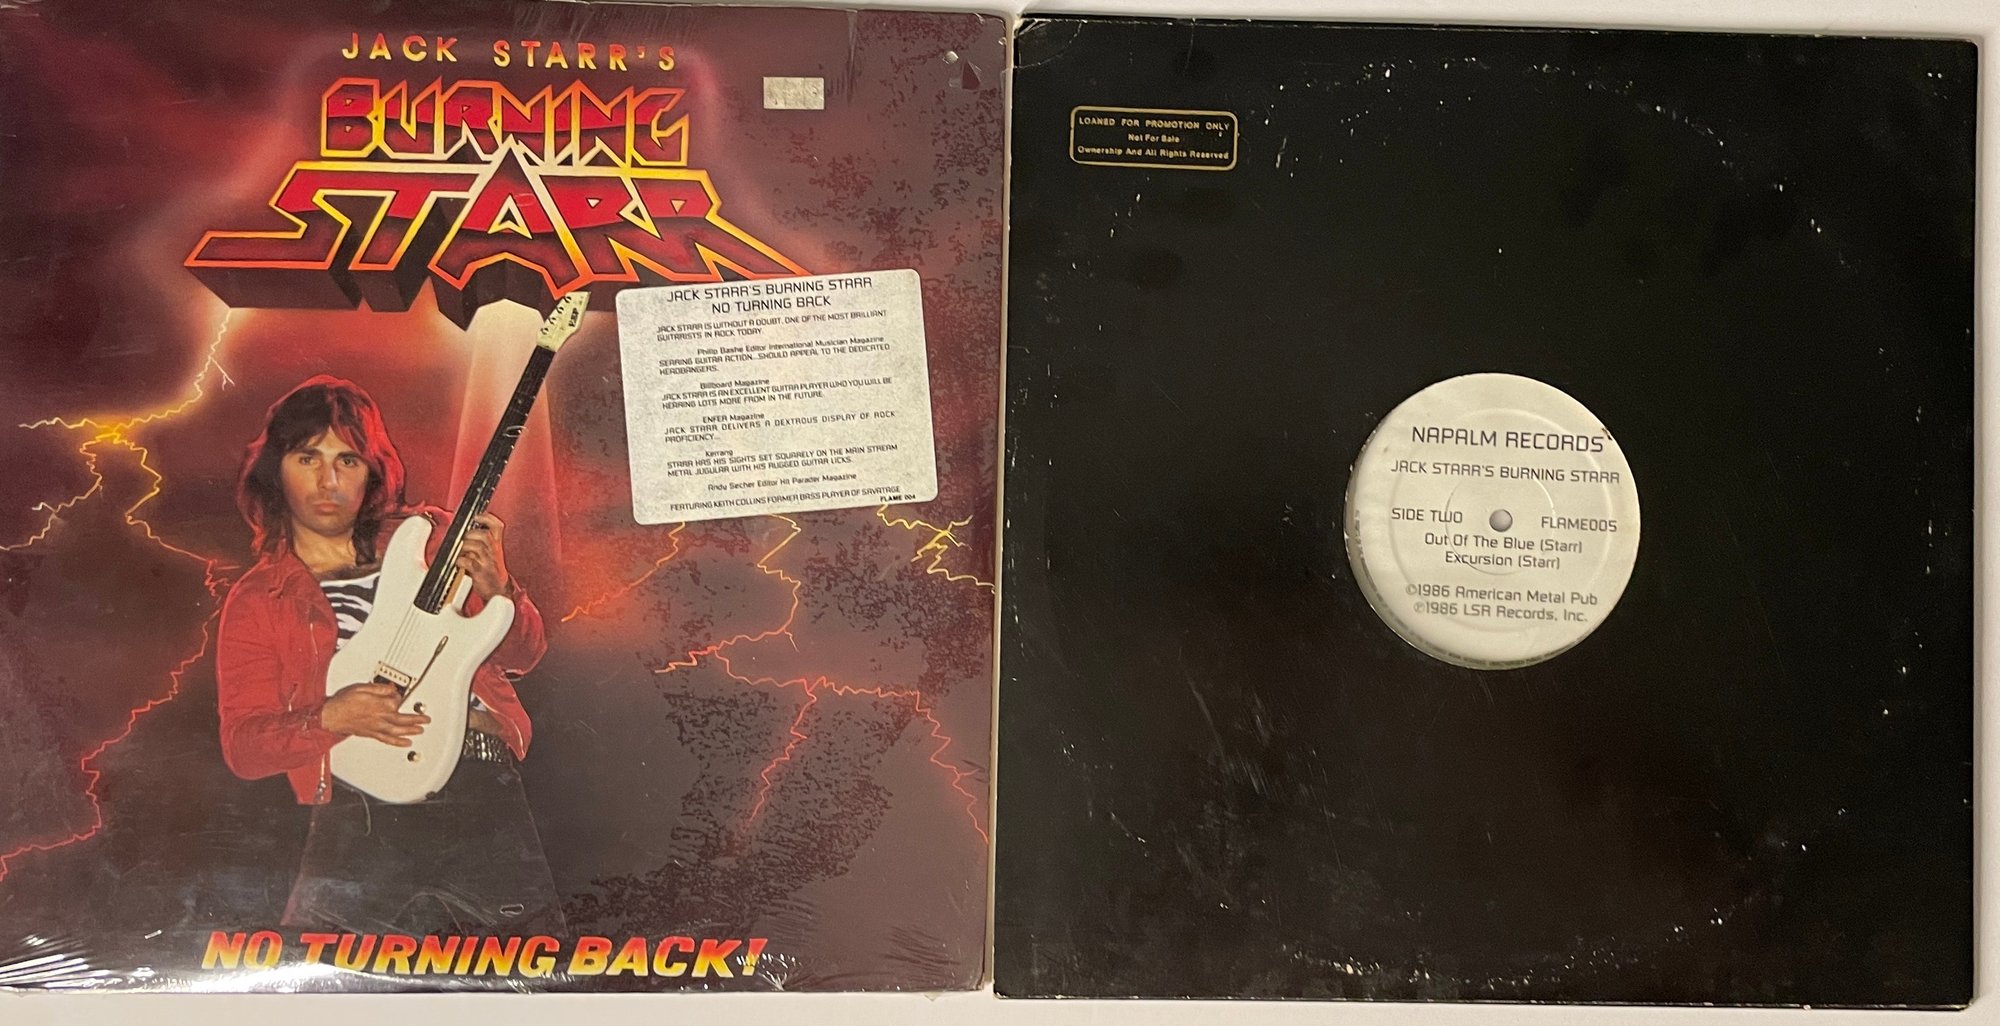 JACK STARR'S
BURNING
STARR
ESP
JACK STARR'S BURNING STARR
NO TURNING BACK
JACK STARR IS WITHOUT A DOUBT, ONE OF THE MOST BRILLIANT
GUITARISTS IN ROCK TODAY.
Philip Bashe Editor International Musician Magazine
SEARING GUITAR ACTION...SHOULD APPEAL TO THE DEDICATED
HEADBANGERS.
Billboard Magazine
JACK STARR IS AN EXCELLENT GUITAR PLAYER WHO YOU WILL BE
HEARING LOTS MORE FROM IN THE FUTURE.
ENFER Magazine
JACK STARR DELIVERS A DEXTROUS DISPLAY OF ROCK
PROFICIENCY...
Kerrang
STARR HAS HIS SIGHTS SET SQUARELY ON THE MAIN STREAM
METAL JUGULAR WITH HIS RUGGED GUITAR LICKS.
Andy Secher Editor Hit Parader Magazine
FEATURING KEITH COLLINS FORMER BASS PLAYER OF SAVATAGE
FLAME 004
NO TURNING BACK!
LOANED FOR PROMOTION ONLY
Not For Sale
Ownership And All Rights Reserved
NAPALM RECORDS
JACK STARR'S BURNING STARR
SIDE TWO FLAME005
Out Of The Blue (Starr)
Excursion (Starr)
©1986 American Metal Pub
℗1986 LSR Records, Inc.